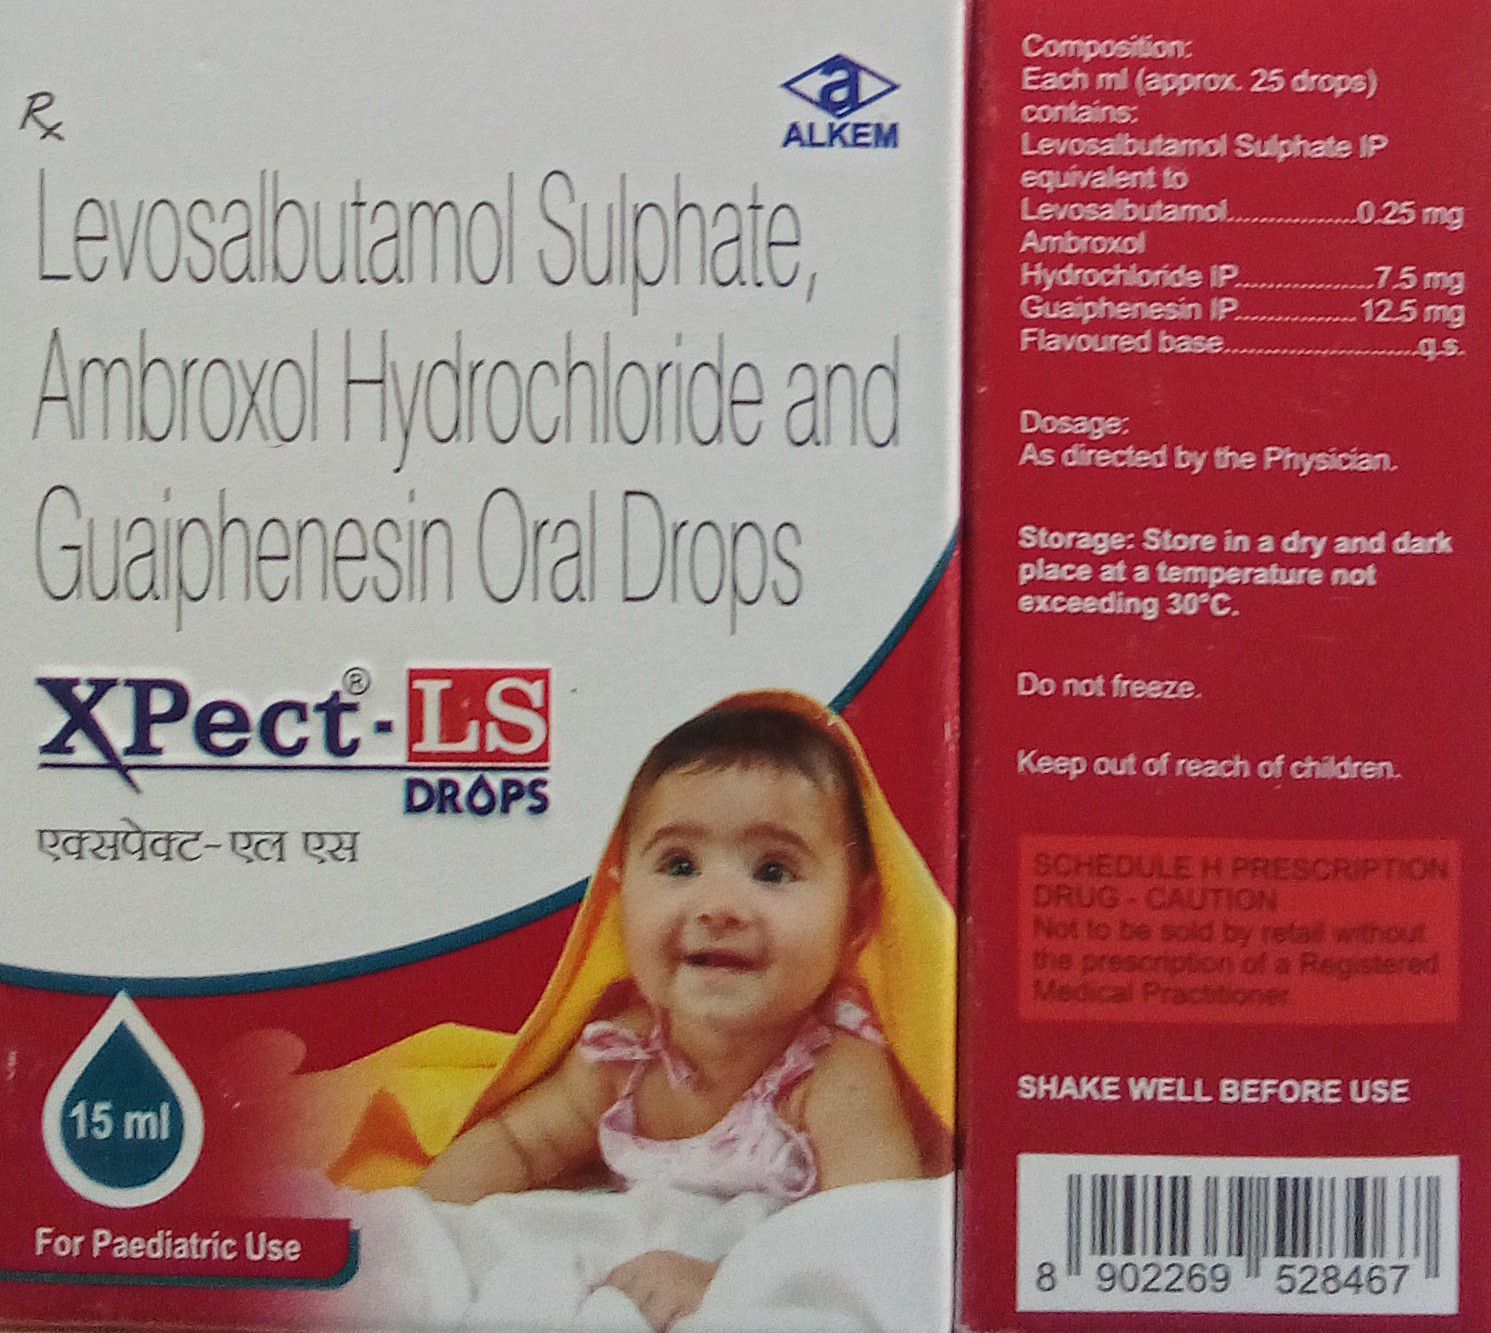 Rx
ALKEM
Levosalbutamol Sulphate,
Ambroxol Hydrochloride and
Guaiphenesin Oral Drops
XPect®-LS
DROPS
एक्सपेक्ट-एल एस
15 ml
For Paediatric Use
Composition:
Each ml (approx. 25 drops)
contains:
Levosalbutamol Sulphate IP
equivalent to
Levosalbutamol.................0.25 mg
Ambroxol
Hydrochloride IP..................7.5 mg
Guaiphenesin IP................12.5 mg
Flavoured base.........................q.s.
Dosage:
As directed by the Physician.
Storage: Store in a dry and dark
place at a temperature not
exceeding 30°C.
Do not freeze.
Keep out of reach of children.
SCHEDULE H PRESCRIPTION
DRUG - CAUTION
Not to be sold by retail without
the prescription of a Registered
Medical Practitioner.
SHAKE WELL BEFORE USE
8 902269 528467